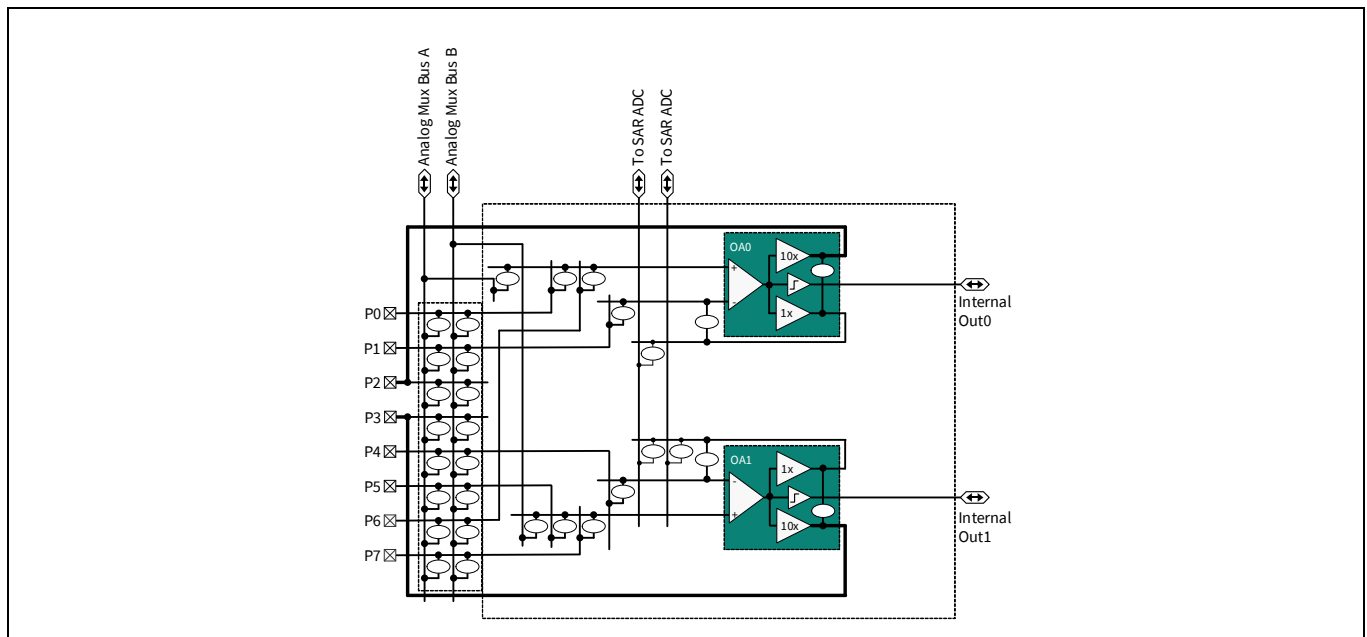 Analog Mux Bus A
Analog Mux Bus B
To SAR ADC
To SAR ADC
OA0
10x
+
-
1x
Internal
Out0
P0
P1
P2
P3
P4
P5
P6
P7
OA1
1x
-
+
10x
Internal
Out1